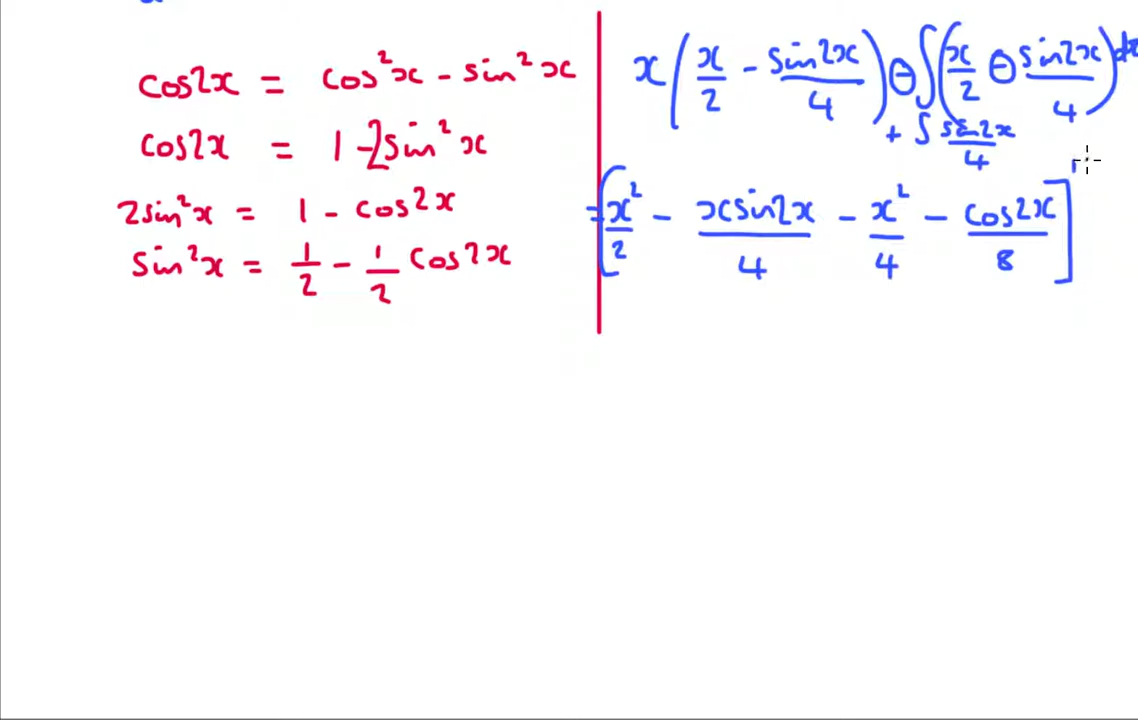 cos2x = cos²x - sin²x
cos2x = 1 - 2sin²x
2sin²x = 1 - cos2x
sin²x = 1/2 - 1/2 cos2x
x(x/2 - sin2x/4) - ∫(x/2 - sin2x/4)dx
+ ∫ sin2x/4
= [x²/2 - xsin2x/4 - x²/4 - cos2x/8]